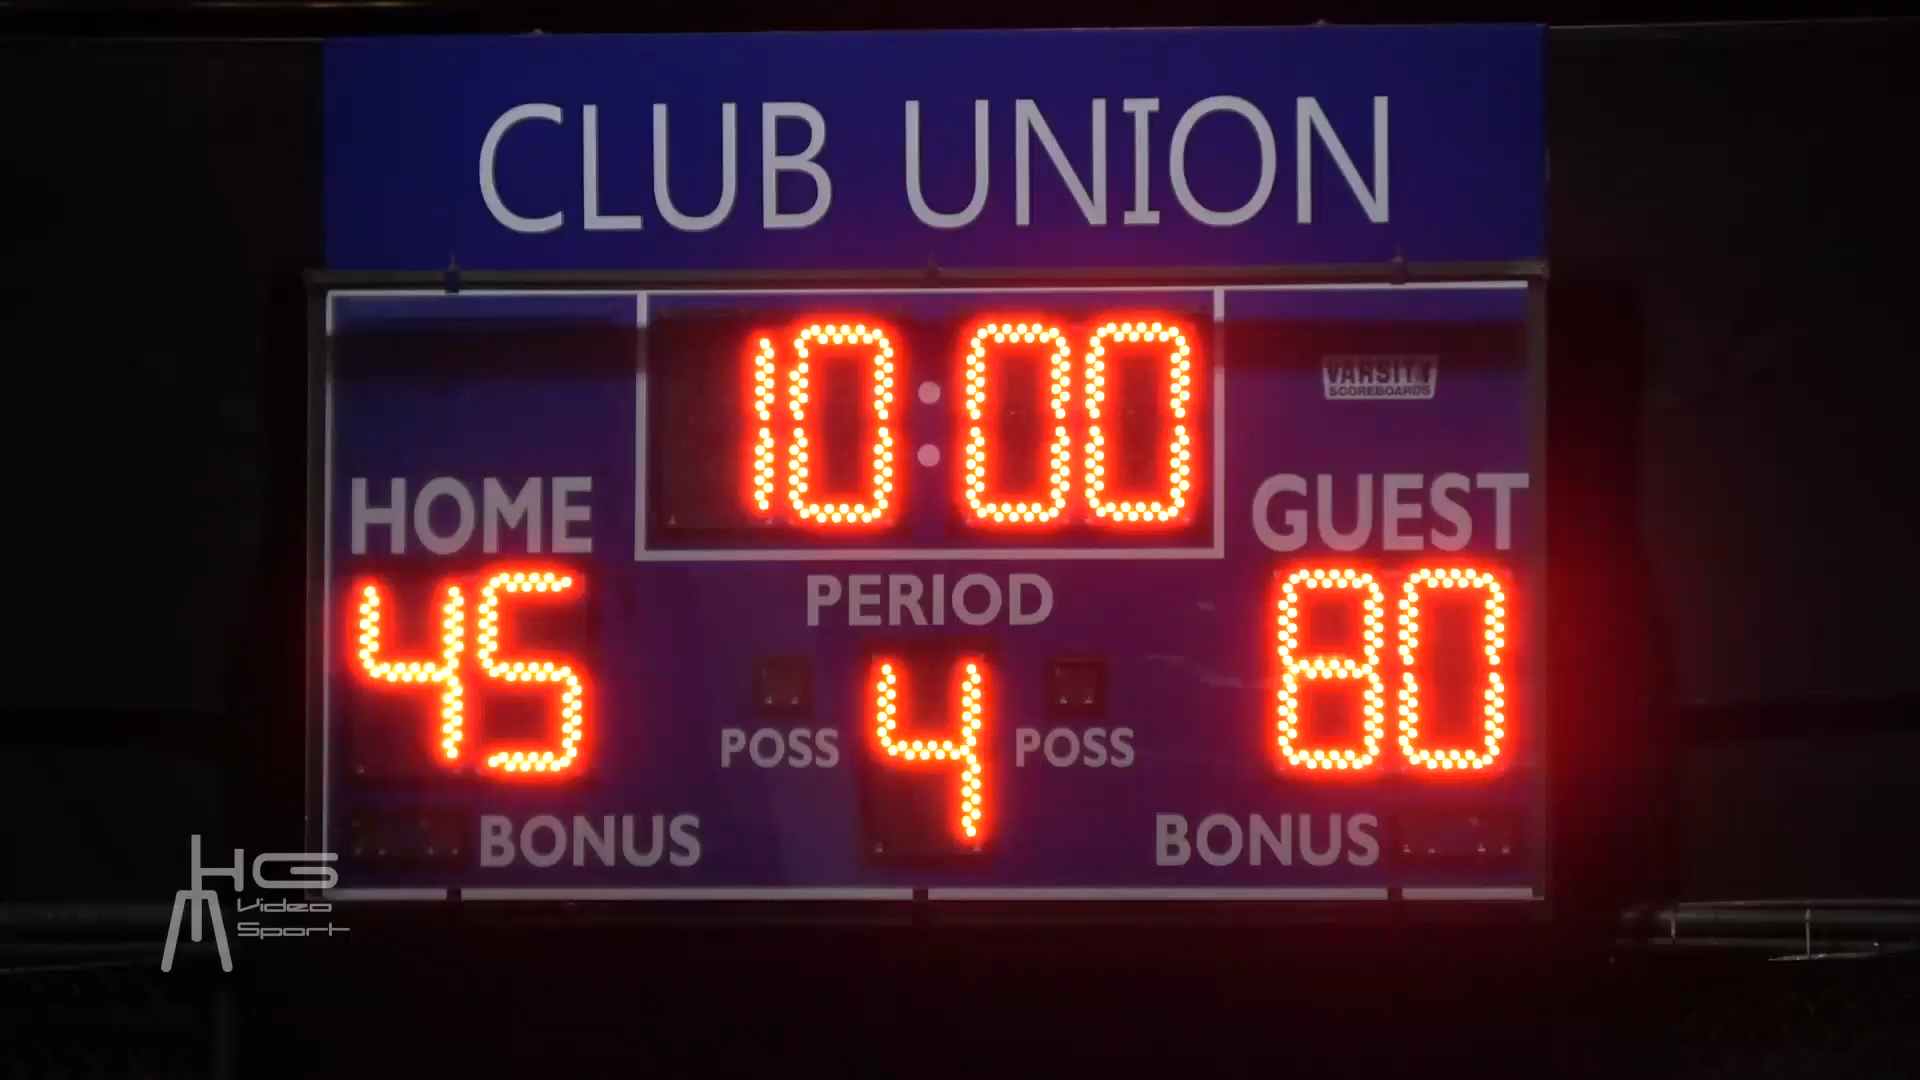 CLUB UNION
10:00
VARSITY
SCOREBOARDS
HOME
GUEST
45
PERIOD
80
4
POSS
POSS
BONUS
BONUS
HG
Video
Sport